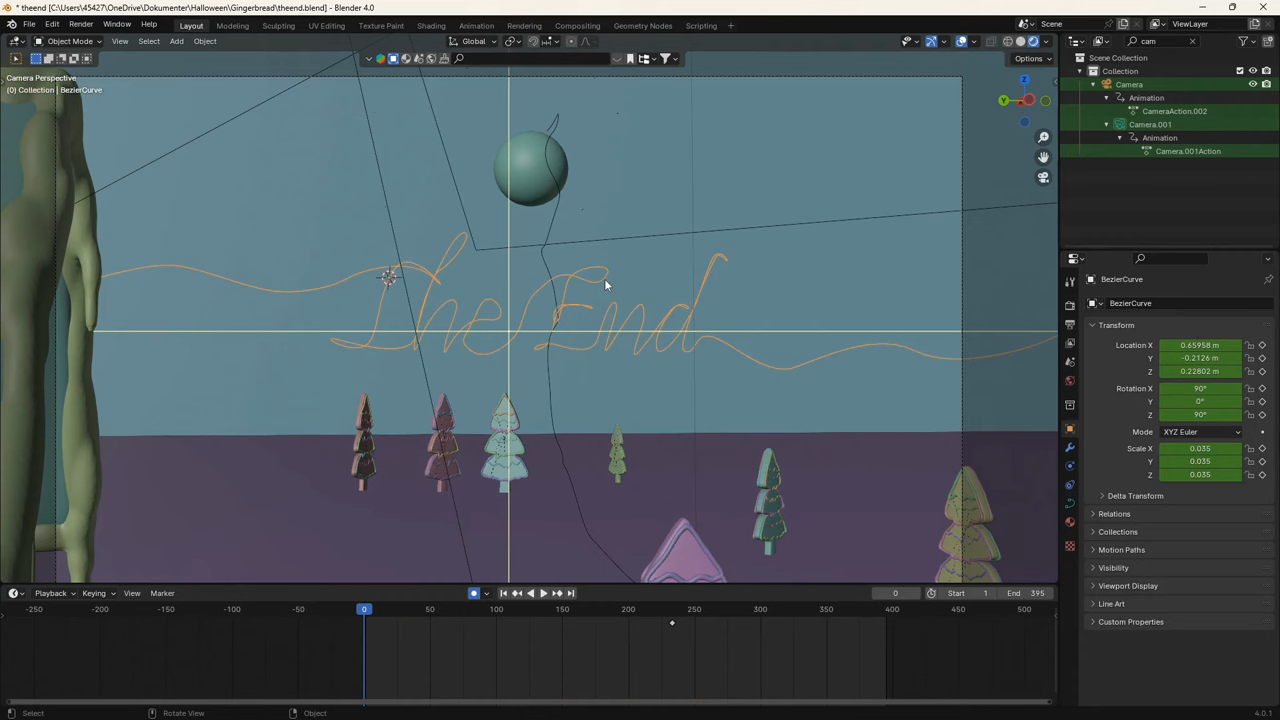 * theend [C:\Users\45427\OneDrive\Dokumenter\Halloween\Gingerbread\theend.blend] - Blender 4.0
File Edit Render Window Help Layout Modeling Sculpting UV Editing Texture Paint Shading Animation Rendering Compositing Geometry Nodes Scripting + Scene ViewLayer
Object Mode View Select Add Object Global cam
Options
Camera Perspective
(0) Collection | BezierCurve
Z
Y
The End
Scene Collection
Collection
Camera
Animation
CameraAction.002
Camera.001
Animation
Camera.001Action
BezierCurve
BezierCurve
Transform
Location X 0.65958 m
Y -0.2126 m
Z 0.22802 m
Rotation X 90°
Y 0°
Z 90°
Mode XYZ Euler
Scale X 0.035
Y 0.035
Z 0.035
Delta Transform
Relations
Collections
Motion Paths
Visibility
Viewport Display
Line Art
Custom Properties
Playback Keying View Marker 0 Start 1 End 395
-250 -200 -150 -100 -50 0 50 100 150 200 250 300 350 400 450 500
Select Rotate View Object 4.0.1